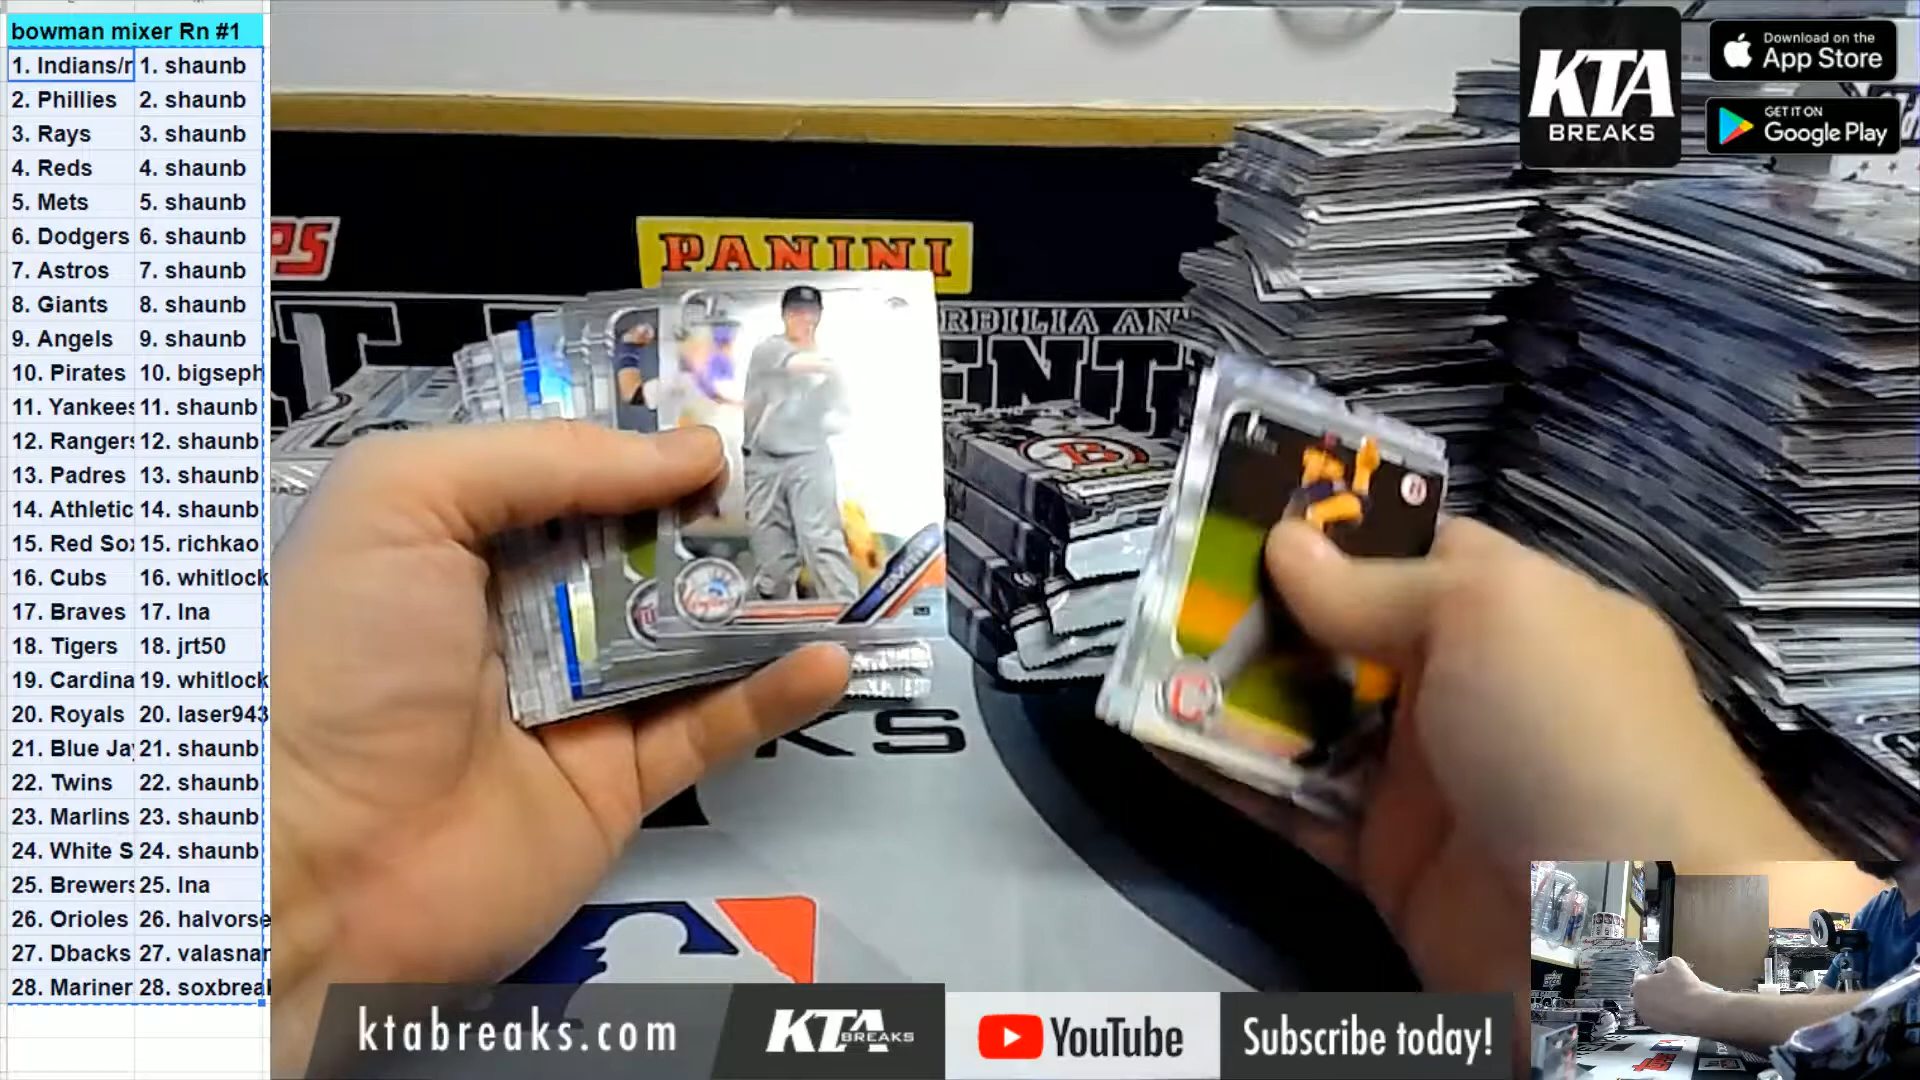 bowman mixer Rn #1
1. Indians/r 1. shaunb
2. Phillies 2. shaunb
3. Rays 3. shaunb
4. Reds 4. shaunb
5. Mets 5. shaunb
6. Dodgers 6. shaunb
7. Astros 7. shaunb
8. Giants 8. shaunb
9. Angels 9. shaunb
10. Pirates 10. bigseph
11. Yankees 11. shaunb
12. Rangers 12. shaunb
13. Padres 13. shaunb
14. Athletic 14. shaunb
15. Red Sox 15. richkao
16. Cubs 16. whitlock
17. Braves 17. lna
18. Tigers 18. jrt50
19. Cardina 19. whitlock
20. Royals 20. laser943
21. Blue Jay 21. shaunb
22. Twins 22. shaunb
23. Marlins 23. shaunb
24. White S 24. shaunb
25. Brewers 25. lna
26. Orioles 26. halvorse
27. Dbacks 27. valasnar
28. Mariner 28. soxbreak
KTA
BREAKS
Download on the
App Store
GET IT ON
Google Play
PANINI
RBILIA AN
ENT
KS
ktabreaks.com
KTA BREAKS
YouTube
Subscribe today!